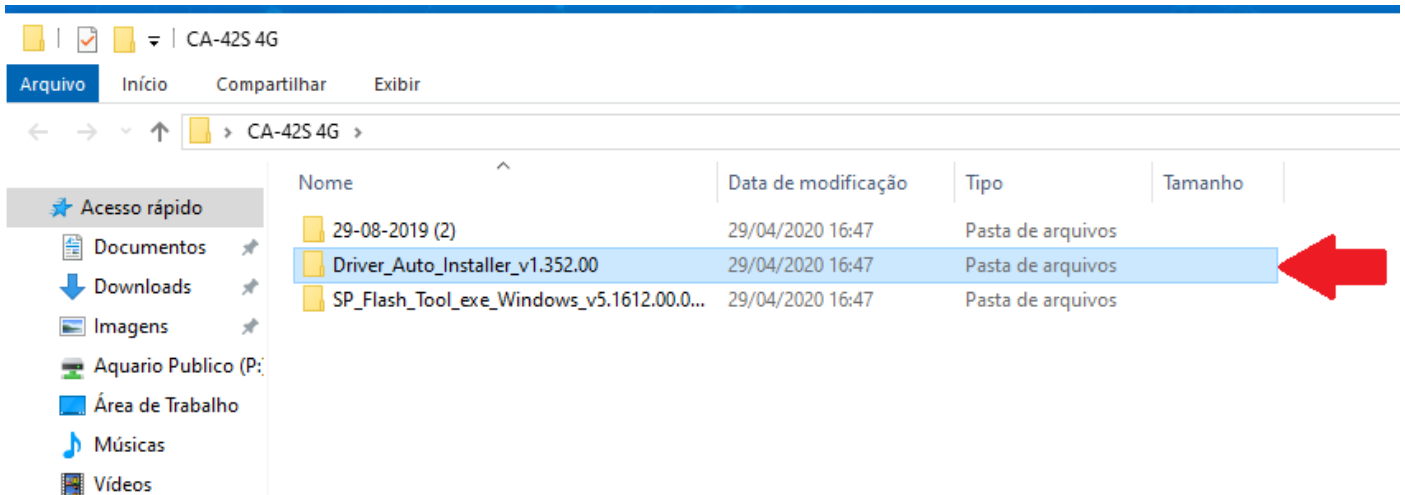 CA-42S 4G
Arquivo Início Compartilhar Exibir
CA-42S 4G
Nome Data de modificação Tipo Tamanho
Acesso rápido
Documentos
Downloads
Imagens
Aquario Publico (P:
Área de Trabalho
Músicas
Vídeos
29-08-2019 (2) 29/04/2020 16:47 Pasta de arquivos
Driver_Auto_Installer_v1.352.00 29/04/2020 16:47 Pasta de arquivos
SP_Flash_Tool_exe_Windows_v5.1612.00.0... 29/04/2020 16:47 Pasta de arquivos